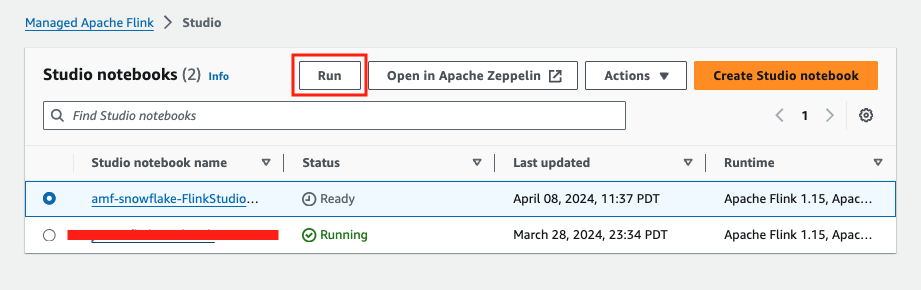 Managed Apache Flink > Studio
Studio notebooks (2) Info Run Open in Apache Zeppelin Actions Create Studio notebook
Find Studio notebooks 1
Studio notebook name Status Last updated Runtime
amf-snowflake-FlinkStudio... Ready April 08, 2024, 11:37 PDT Apache Flink 1.15, Apac...
Running March 28, 2024, 23:34 PDT Apache Flink 1.15, Apac...